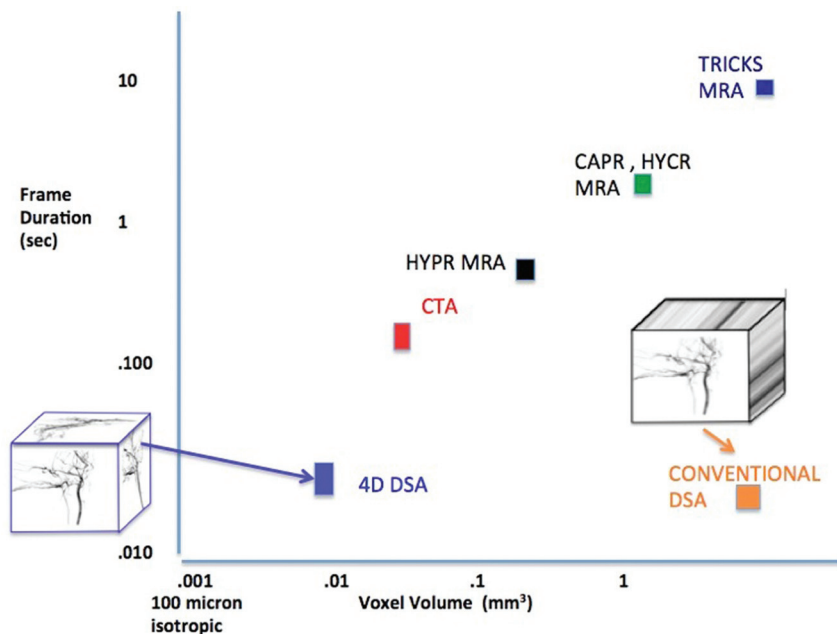 TRICKS
MRA
10
CAPR , HYCR
MRA
Frame
Duration
(sec)
1
HYPR MRA
CTA
.100
4D DSA
CONVENTIONAL
DSA
.010
.001
.01
.1
1
100 micron
isotropic
Voxel Volume (mm³)